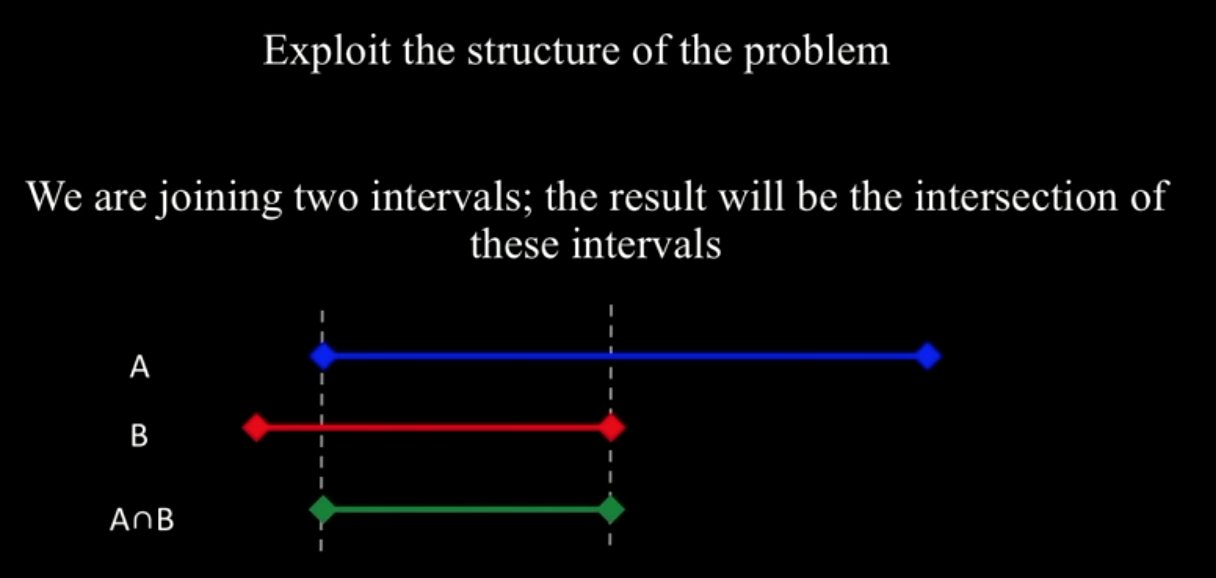 Exploit the structure of the problem
We are joining two intervals; the result will be the intersection of
these intervals
A
B
A∩B